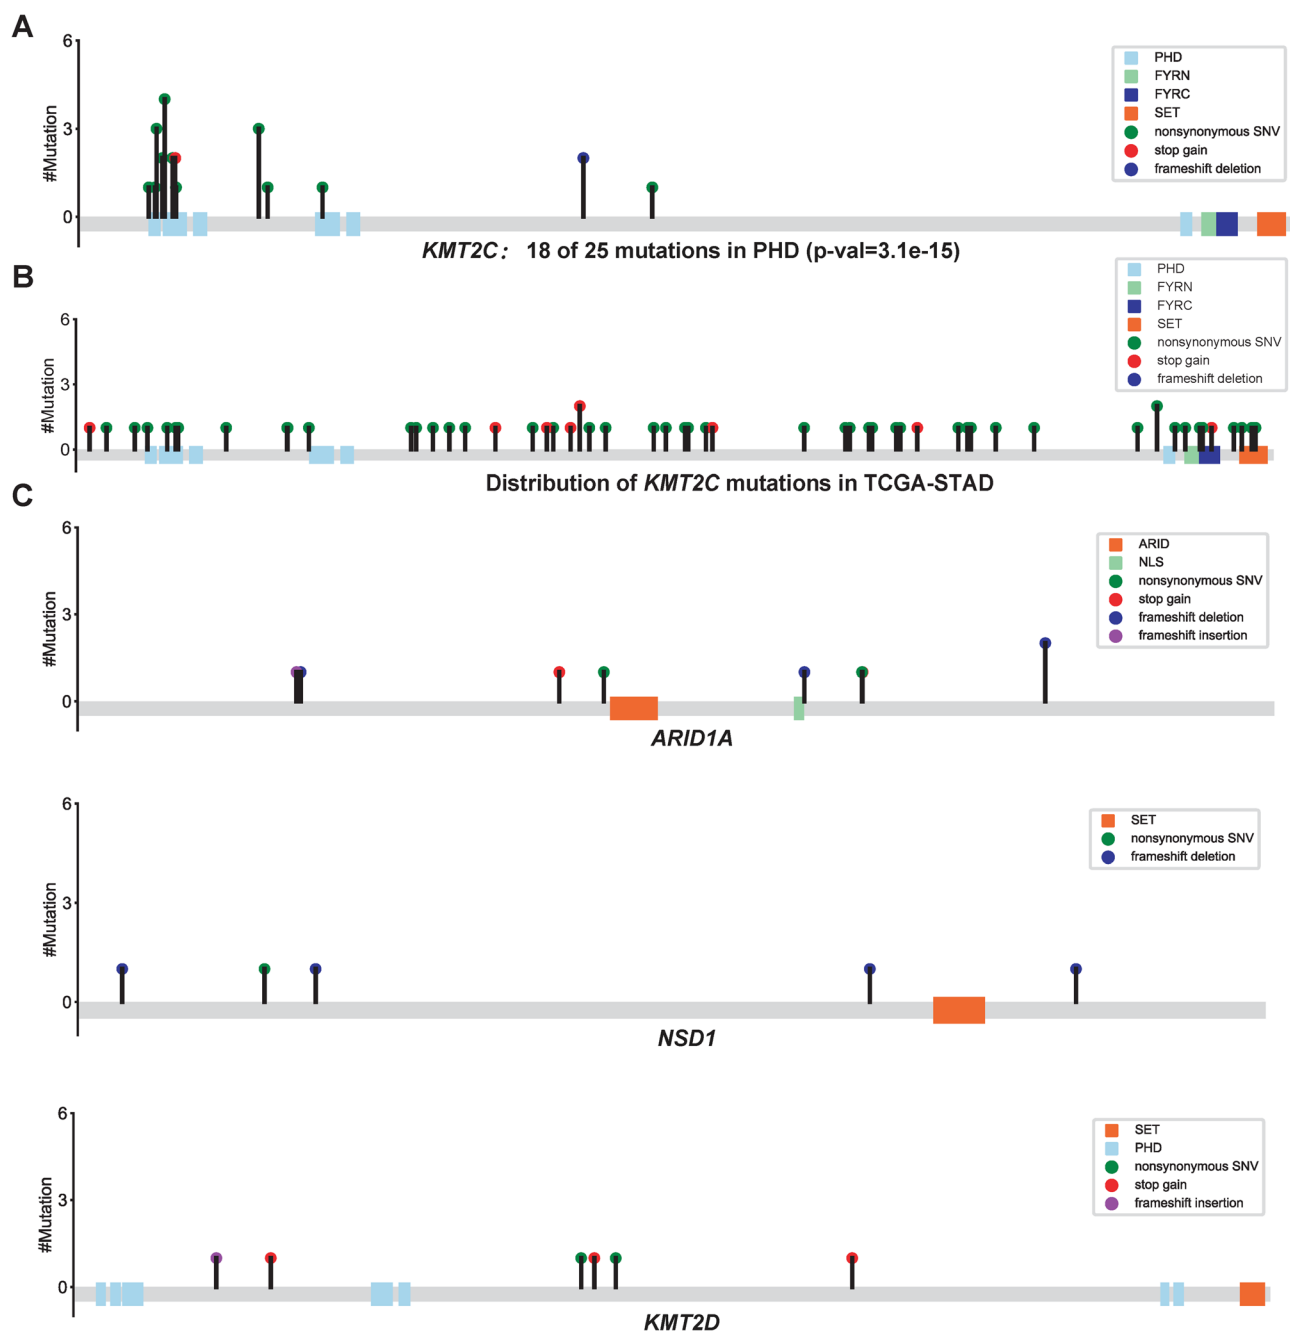 A
6
3
0
#Mutation
PHD
FYRN
FYRC
SET
nonsynonymous SNV
stop gain
frameshift deletion
KMT2C: 18 of 25 mutations in PHD (p-val=3.1e-15)
B
6
3
0
#Mutation
PHD
FYRN
FYRC
SET
nonsynonymous SNV
stop gain
frameshift deletion
Distribution of KMT2C mutations in TCGA-STAD
C
6
3
0
#Mutation
ARID
NLS
nonsynonymous SNV
stop gain
frameshift deletion
frameshift insertion
ARID1A
6
3
0
#Mutation
SET
nonsynonymous SNV
frameshift deletion
NSD1
6
3
0
#Mutation
SET
PHD
nonsynonymous SNV
stop gain
frameshift insertion
KMT2D